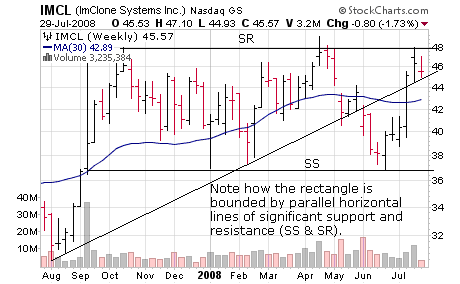 IMCL (ImClone Systems Inc.) Nasdaq GS © StockCharts.com
29-Jul-2008 O 45.53 H 47.10 L 44.93 C 45.57 V 3.2M Chg -0.80 (-1.73%)
IMCL (Weekly) 45.57
MA(30) 42.89
Volume 3,235,384
SR
48
46
44
42
40
38
36
34
32
SS
Note how the rectangle is
bounded by parallel horizontal
lines of significant support and
resistance (SS & SR).
40M
30M
20M
10M
Aug Sep Oct Nov Dec 2008 Feb Mar Apr May Jun Jul